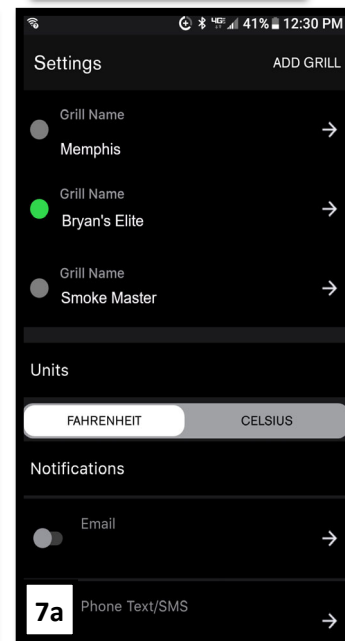 4G 41% 12:30 PM
Settings ADD GRILL
Grill Name
Memphis
Grill Name
Bryan's Elite
Grill Name
Smoke Master
Units
FAHRENHEIT CELSIUS
Notifications
Email
7a Phone Text/SMS